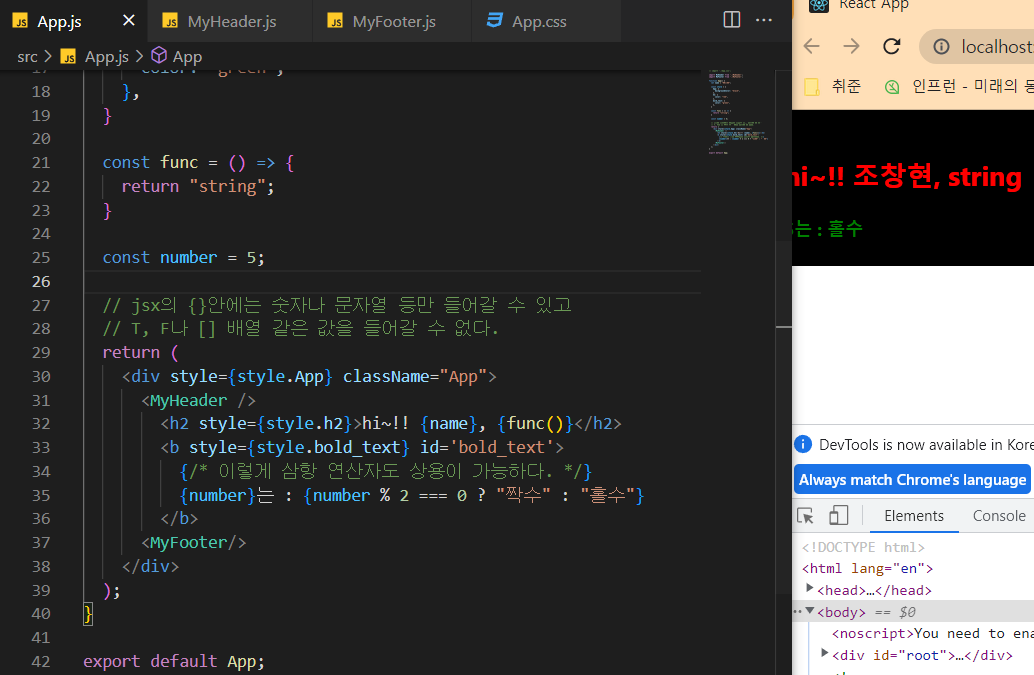 App.js
MyHeader.js
MyFooter.js
App.css
src > App.js > App
17 color: "green",
18 },
19 }
20
21 const func = () => {
22 return "string";
23 }
24
25 const number = 5;
26
27 // jsx의 {}안에는 숫자나 문자열 등만 들어갈 수 있고
28 // T, F나 [] 배열 같은 값을 들어갈 수 없다.
29 return (
30 <div style={style.App} className="App">
31 <MyHeader />
32 <h2 style={style.h2}>hi~!! {name}, {func()}</h2>
33 <b style={style.bold_text} id='bold_text'>
34 {/* 이렇게 삼항 연산자도 상용이 가능하다. */}
35 {number}는 : {number % 2 === 0 ? "짝수" : "홀수"}
36 </b>
37 <MyFooter/>
38 </div>
39 );
40 }
41
42 export default App;
React App
localhost:
취준
인프런 - 미래의 동
hi~!! 조창현, string
는 : 홀수
DevTools is now available in Kore
Always match Chrome's language
Elements
Console
<!DOCTYPE html>
<html lang="en">
<head>…</head>
<body> == $0
<noscript>You need to ena
<div id="root">…</div>